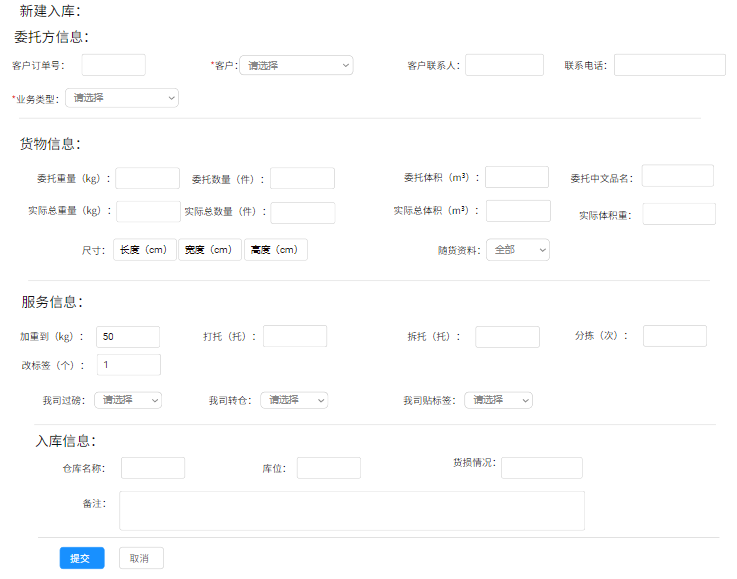 新建入库：
委托方信息：
客户订单号： *客户： 请选择 客户联系人： 联系电话：
*业务类型： 请选择
货物信息：
委托重量（kg）： 委托数量（件）： 委托体积（m³）： 委托中文品名：
实际总重量（kg）： 实际总数量（件）： 实际总体积（m³）： 实际体积重：
尺寸： 长度（cm） 宽度（cm） 高度（cm） 随货资料： 全部
服务信息：
加重到（kg）： 50 打托（托）： 拆托（托）： 分拣（次）：
改标签（个）： 1
我司过磅： 请选择 我司转仓： 请选择 我司贴标签： 请选择
入库信息：
仓库名称： 库位： 货损情况：
备注：
提交 取消